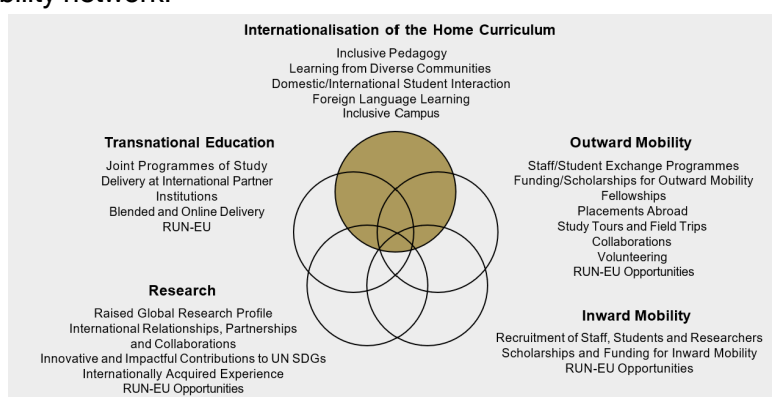 bility network.
Internationalisation of the Home Curriculum
Inclusive Pedagogy
Learning from Diverse Communities
Domestic/International Student Interaction
Foreign Language Learning
Inclusive Campus
Transnational Education
Joint Programmes of Study
Delivery at International Partner
Institutions
Blended and Online Delivery
RUN-EU
Outward Mobility
Staff/Student Exchange Programmes
Funding/Scholarships for Outward Mobility
Fellowships
Placements Abroad
Study Tours and Field Trips
Collaborations
Volunteering
RUN-EU Opportunities
Research
Raised Global Research Profile
International Relationships, Partnerships
and Collaborations
Innovative and Impactful Contributions to UN SDGs
Internationally Acquired Experience
RUN-EU Opportunities
Inward Mobility
Recruitment of Staff, Students and Researchers
Scholarships and Funding for Inward Mobility
RUN-EU Opportunities